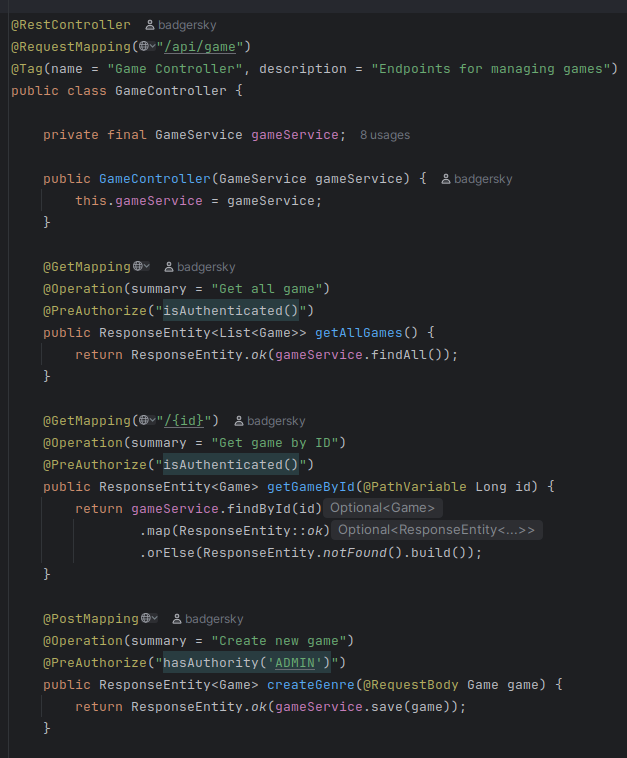 @RestController badgersky
@RequestMapping("/api/game")
@Tag(name = "Game Controller", description = "Endpoints for managing games")
public class GameController {
private final GameService gameService; 8 usages
public GameController(GameService gameService) { badgersky
this.gameService = gameService;
}
@GetMapping badgersky
@Operation(summary = "Get all game")
@PreAuthorize("isAuthenticated()")
public ResponseEntity<List<Game>> getAllGames() {
return ResponseEntity.ok(gameService.findAll());
}
@GetMapping("/{id}") badgersky
@Operation(summary = "Get game by ID")
@PreAuthorize("isAuthenticated()")
public ResponseEntity<Game> getGameById(@PathVariable Long id) {
return gameService.findById(id) Optional<Game>
.map(ResponseEntity::ok) Optional<ResponseEntity<...>>
.orElse(ResponseEntity.notFound().build());
}
@PostMapping badgersky
@Operation(summary = "Create new game")
@PreAuthorize("hasAuthority('ADMIN')")
public ResponseEntity<Game> createGenre(@RequestBody Game game) {
return ResponseEntity.ok(gameService.save(game));
}